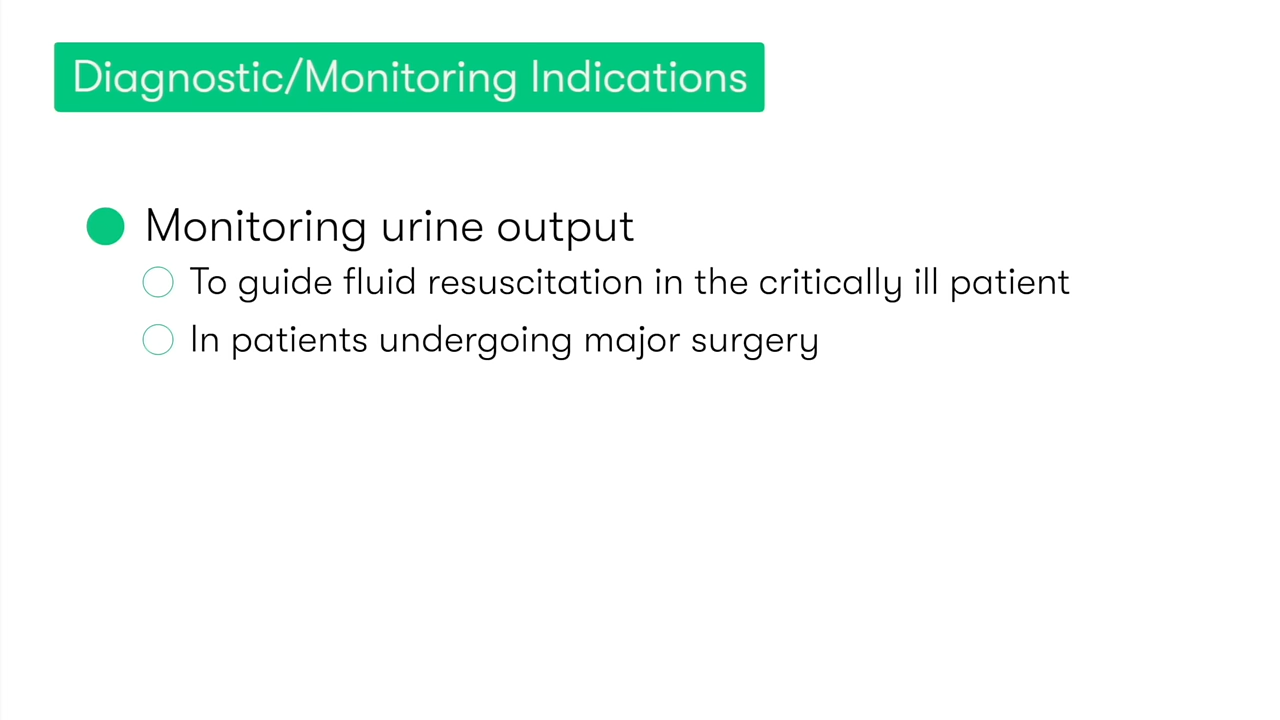 Diagnostic/Monitoring Indications
Monitoring urine output
To guide fluid resuscitation in the critically ill patient
In patients undergoing major surgery